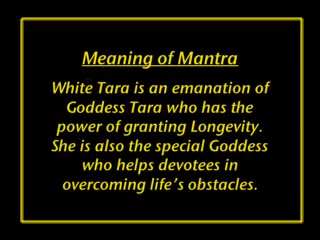 Meaning of Mantra
White Tara is an emanation of
Goddess Tara who has the
power of granting Longevity.
She is also the special Goddess
who helps devotees in
overcoming life's obstacles.